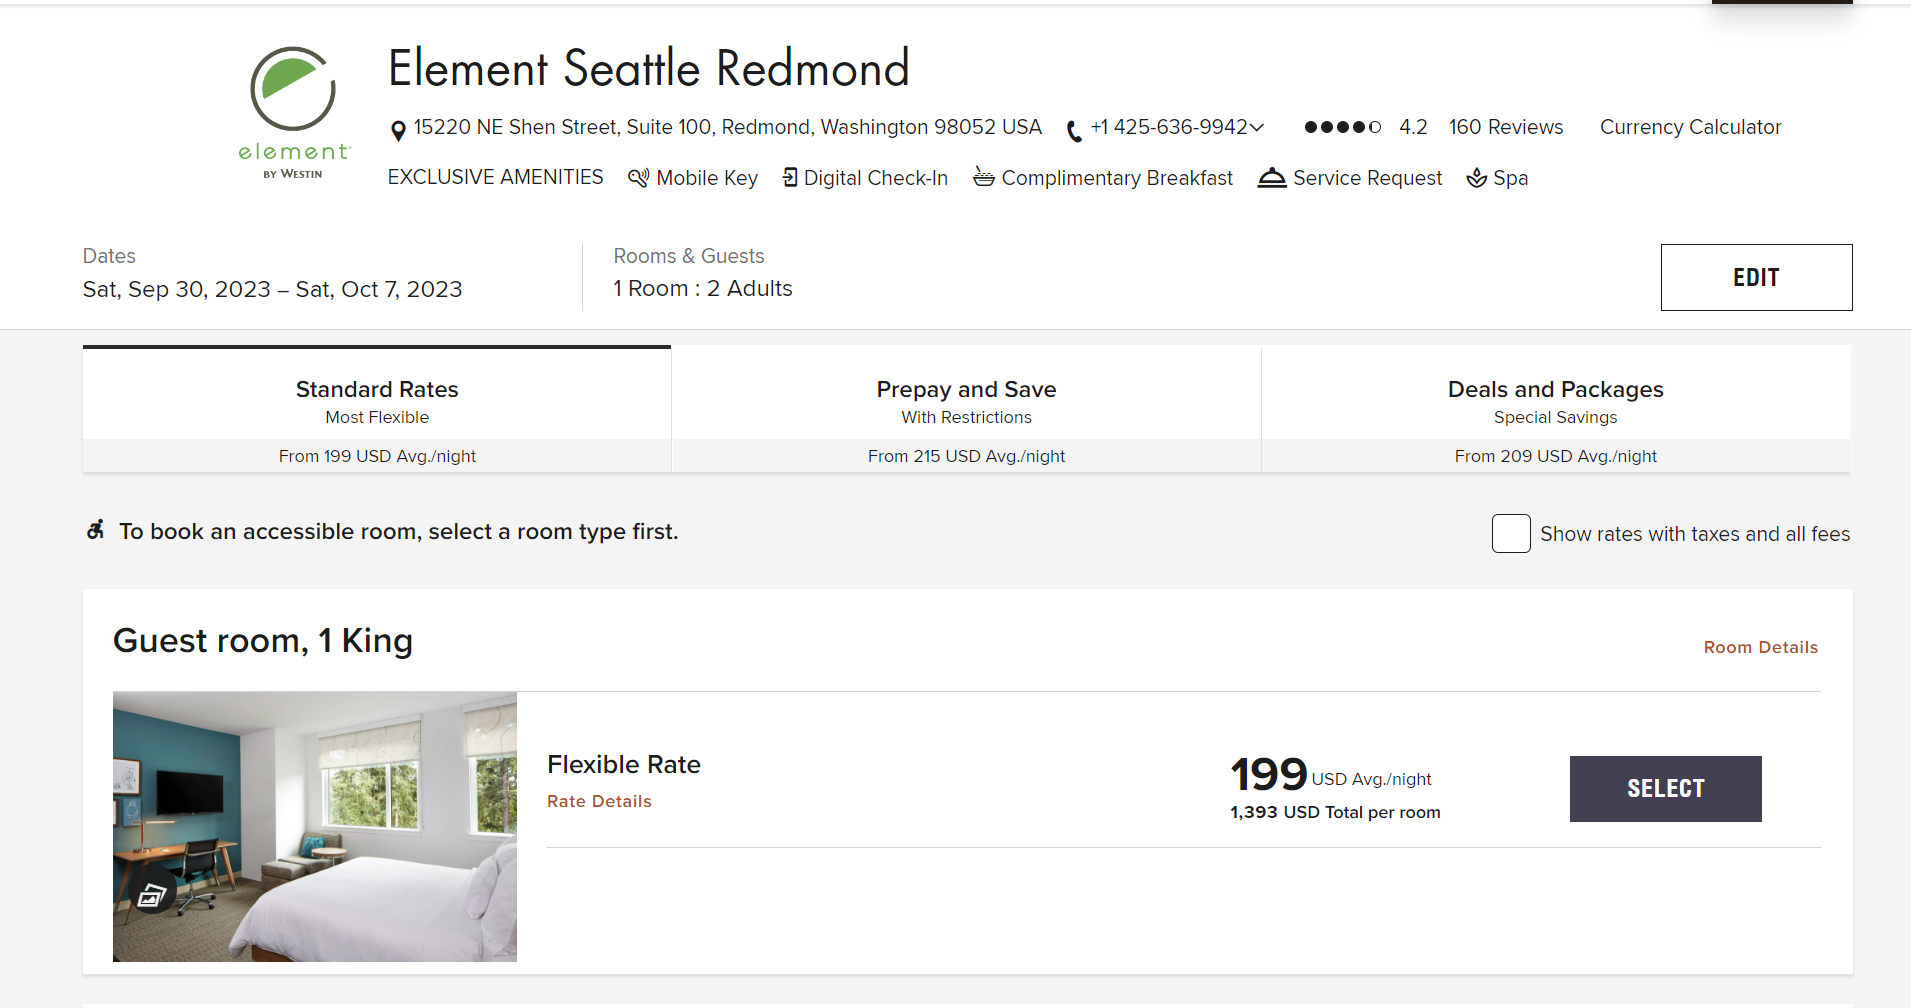 Element Seattle Redmond
element
BY WESTIN
15220 NE Shen Street, Suite 100, Redmond, Washington 98052 USA
+1 425-636-9942
4.2
160 Reviews
Currency Calculator
EXCLUSIVE AMENITIES
Mobile Key
Digital Check-In
Complimentary Breakfast
Service Request
Spa
Dates
Sat, Sep 30, 2023 – Sat, Oct 7, 2023
Rooms & Guests
1 Room : 2 Adults
EDIT
Standard Rates
Most Flexible
From 199 USD Avg./night
Prepay and Save
With Restrictions
From 215 USD Avg./night
Deals and Packages
Special Savings
From 209 USD Avg./night
To book an accessible room, select a room type first.
Show rates with taxes and all fees
Guest room, 1 King
Room Details
Flexible Rate
Rate Details
199 USD Avg./night
1,393 USD Total per room
SELECT